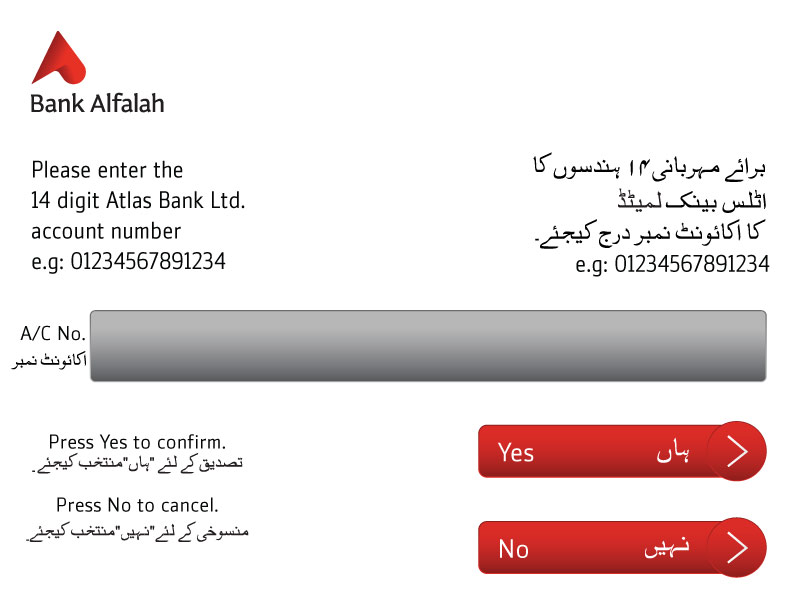 Bank Alfalah
Please enter the
14 digit Atlas Bank Ltd.
account number
e.g: 01234567891234
برائے مہربانی ۱۴ ہندسوں کا
اٹلس بینک لمیٹڈ
کا اکائونٹ نمبر درج کیجئے۔
e.g: 01234567891234
A/C No.
اکائونٹ نمبر
Press Yes to confirm.
تصدیق کے لئے "ہاں" منتخب کیجئے۔
Yes ہاں
Press No to cancel.
منسوخی کے لئے "نہیں" منتخب کیجئے۔
No نہیں